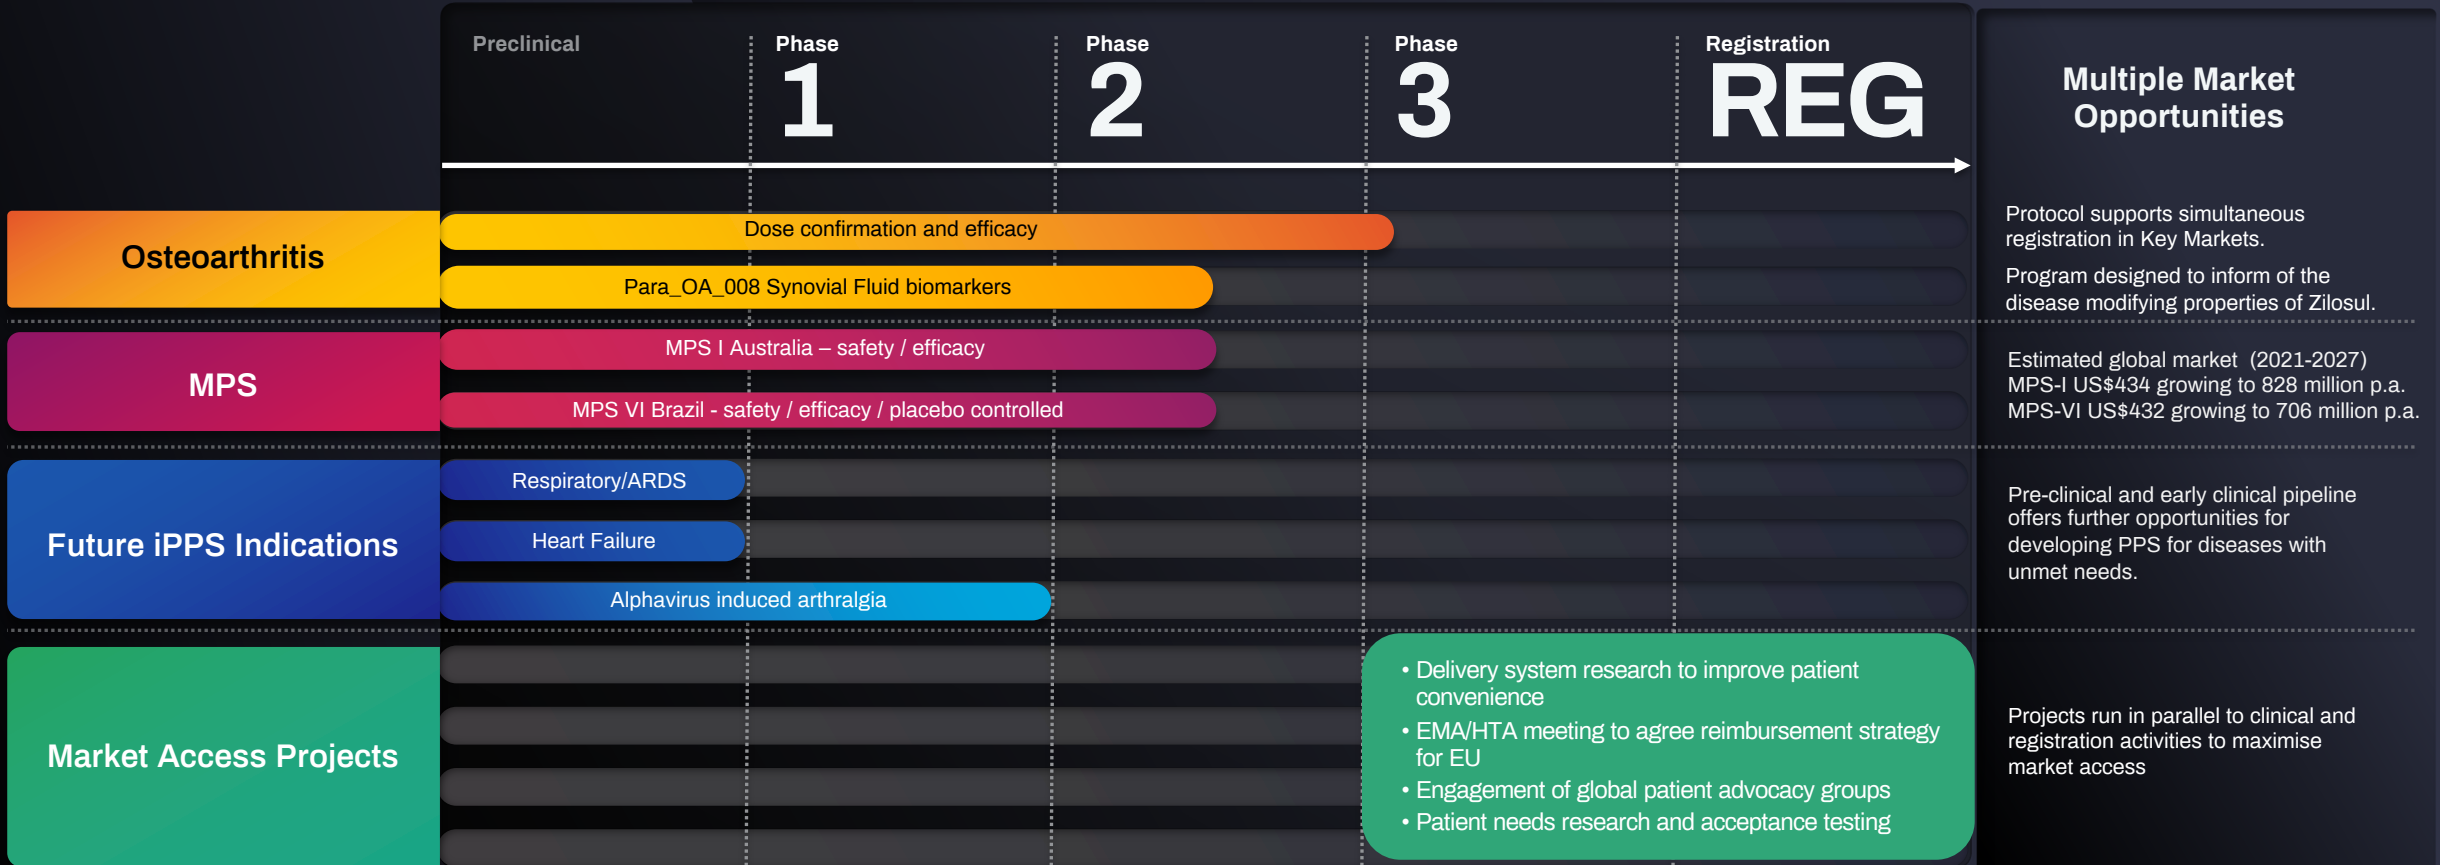 Preclinical
Phase
1
Phase
2
Phase
3
Registration
REG
Multiple Market
Opportunities
Osteoarthritis
Dose confirmation and efficacy
Para_OA_008 Synovial Fluid biomarkers
Protocol supports simultaneous
registration in Key Markets.
Program designed to inform of the
disease modifying properties of Zilosul.
MPS
MPS I Australia – safety / efficacy
MPS VI Brazil - safety / efficacy / placebo controlled
Estimated global market  (2021-2027)
MPS-I US$434 growing to 828 million p.a.
MPS-VI US$432 growing to 706 million p.a.
Future iPPS Indications
Respiratory/ARDS
Heart Failure
Alphavirus induced arthralgia
Pre-clinical and early clinical pipeline
offers further opportunities for
developing PPS for diseases with
unmet needs.
Market Access Projects
• Delivery system research to improve patient
convenience
• EMA/HTA meeting to agree reimbursement strategy
for EU
• Engagement of global patient advocacy groups
• Patient needs research and acceptance testing
Projects run in parallel to clinical and
registration activities to maximise
market access